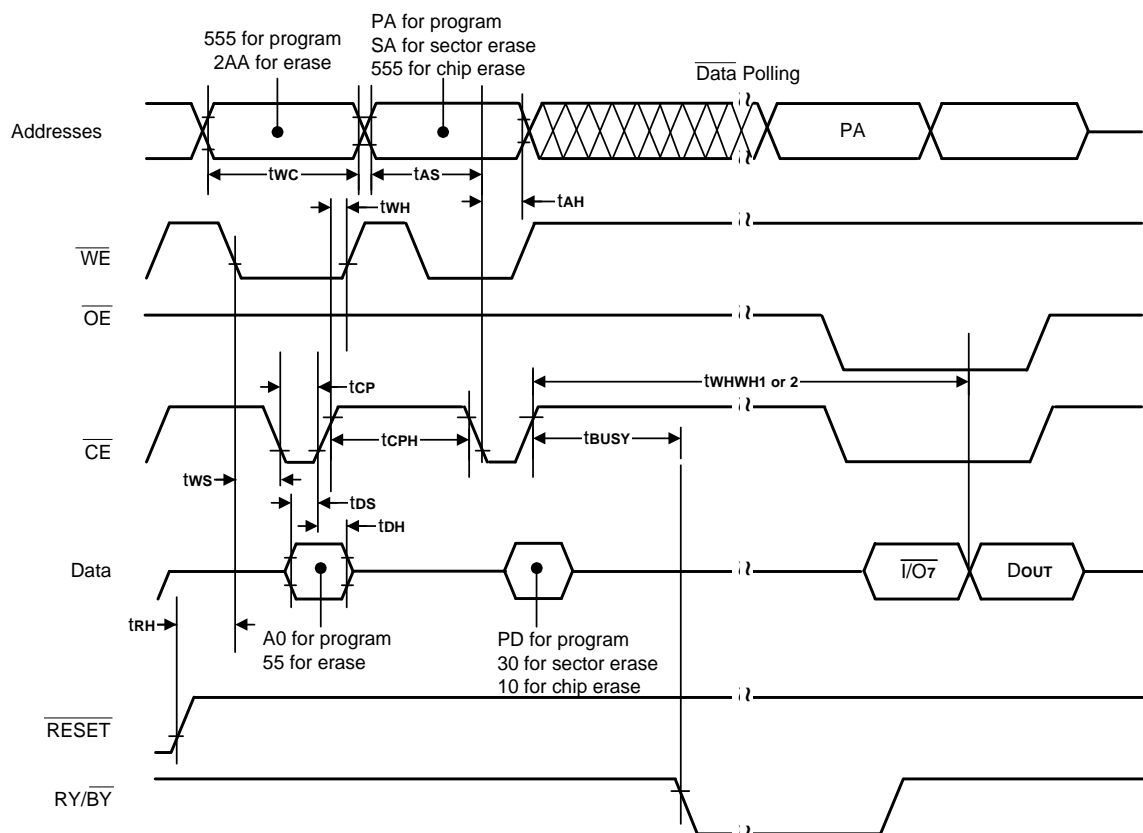 555 for program
2AA for erase
PA for program
SA for sector erase
555 for chip erase
Data Polling
Addresses
PA
tWC
tAS
tWH
tAH
WE
OE
tCP
tWHWH1 or 2
tCPH
tBUSY
CE
tWS
tDS
tDH
Data
I/O7
DOUT
tRH
A0 for program
55 for erase
PD for program
30 for sector erase
10 for chip erase
RESET
RY/BY